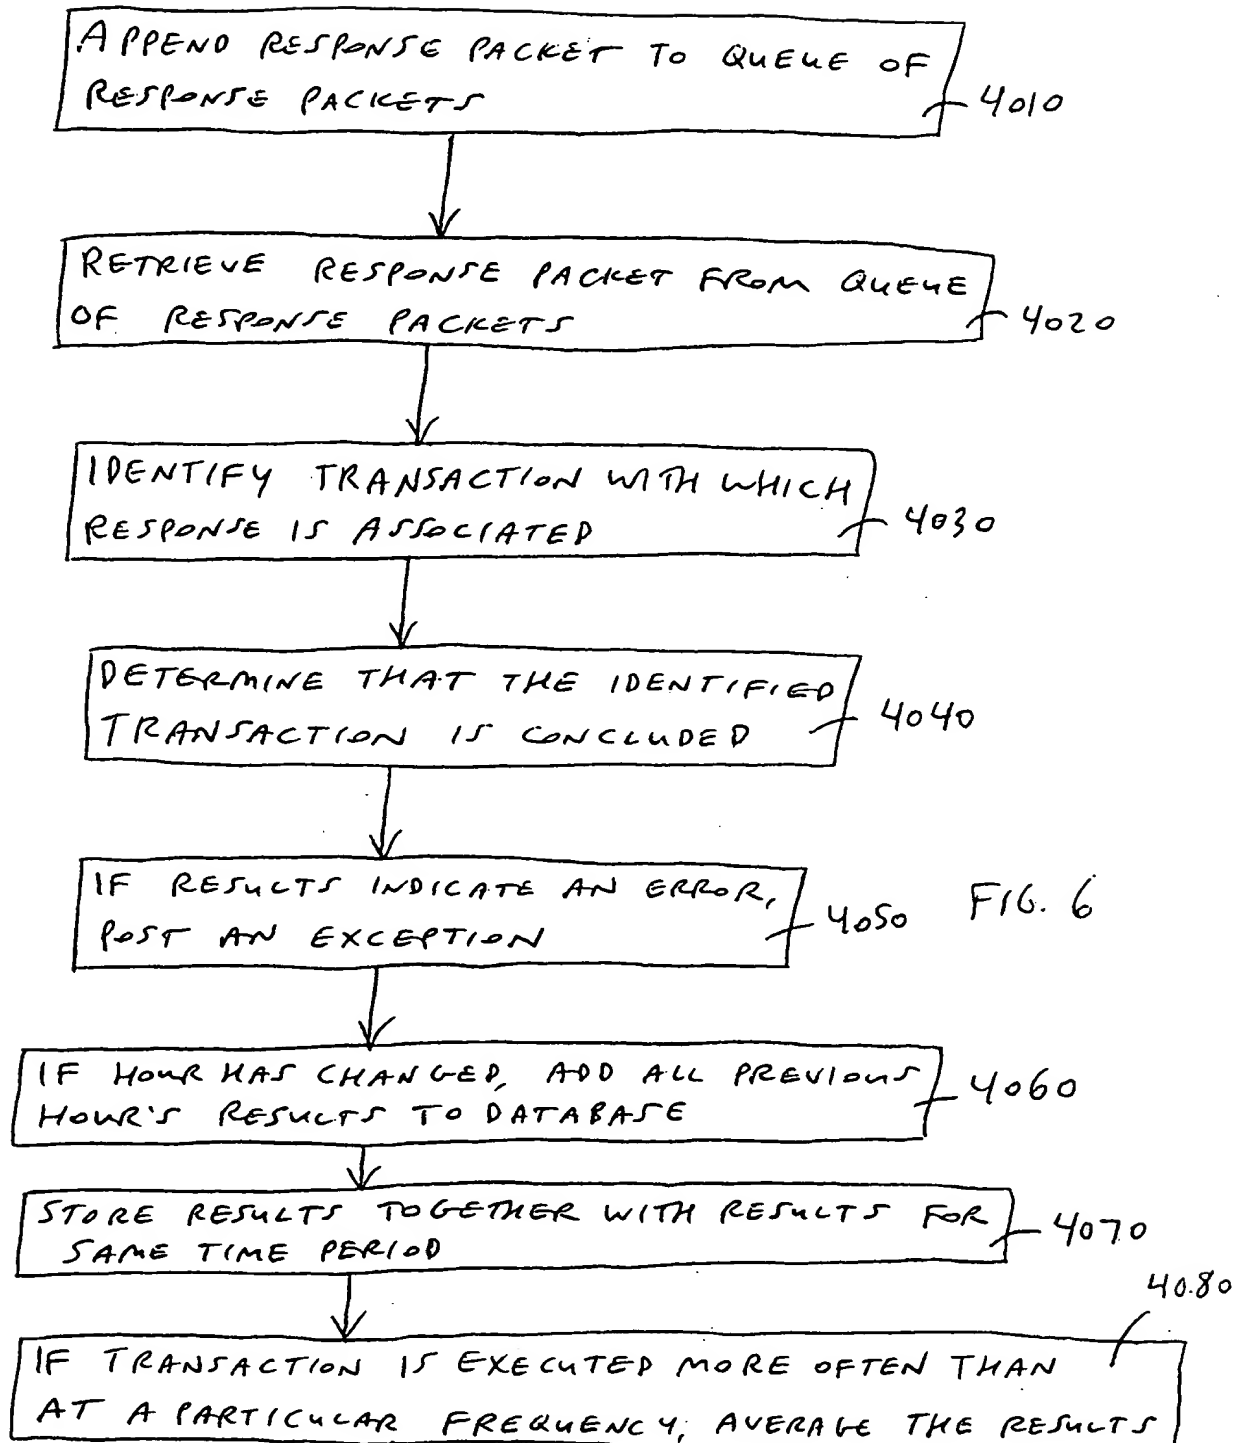 APPEND RESPONSE PACKET TO QUEUE OF
RESPONSE PACKETS
4010
RETRIEVE RESPONSE PACKET FROM QUEUE
OF RESPONSE PACKETS
4020
IDENTIFY TRANSACTION WITH WHICH
RESPONSE IS ASSOCIATED
4030
DETERMINE THAT THE IDENTIFIED
TRANSACTION IS CONCLUDED
4040
IF RESULTS INDICATE AN ERROR,
POST AN EXCEPTION
4050
FIG. 6
IF HOUR HAS CHANGED, ADD ALL PREVIOUS
HOUR'S RESULTS TO DATABASE
4060
STORE RESULTS TOGETHER WITH RESULTS FOR
SAME TIME PERIOD
4070
4080
IF TRANSACTION IS EXECUTED MORE OFTEN THAN
AT A PARTICULAR FREQUENCY, AVERAGE THE RESULTS